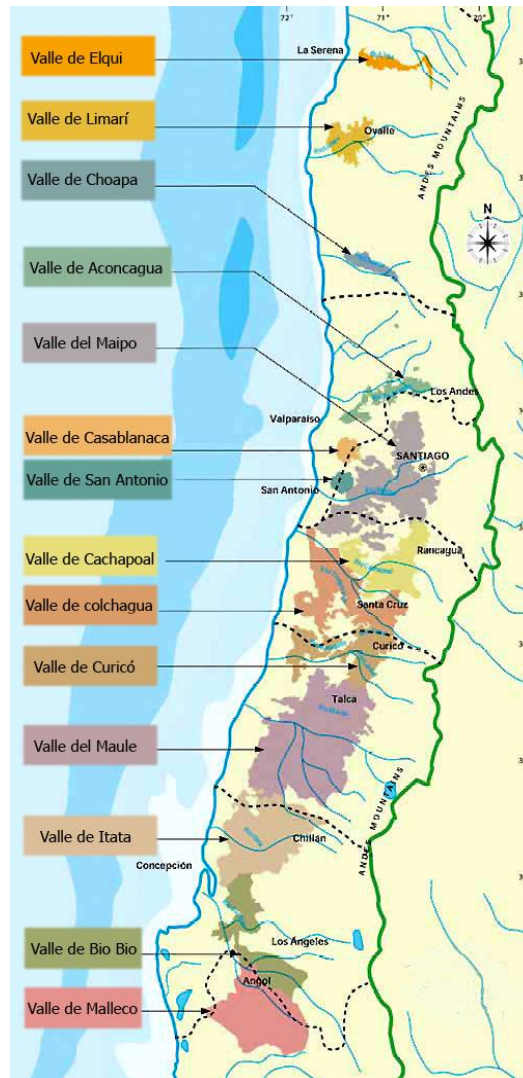 72°
71°
70°
La Serena
Valle de Elqui
Valle de Limarí
Ovalle
ANDES MOUNTAINS
Valle de Choapa
N
Valle de Aconcagua
Valle del Maipo
Los Andes
Valparaiso
Valle de Casablanaca
SANTIAGO
Valle de San Antonio
San Antonio
Valle de Cachapoal
Rancagua
Valle de colchagua
Santa Cruz
Curicó
Valle de Curicó
Talca
Valle del Maule
ANDES MOUNTAINS
Valle de Itata
Chillán
Concepción
Los Angeles
Valle de Bio Bio
Angol
Valle de Malleco